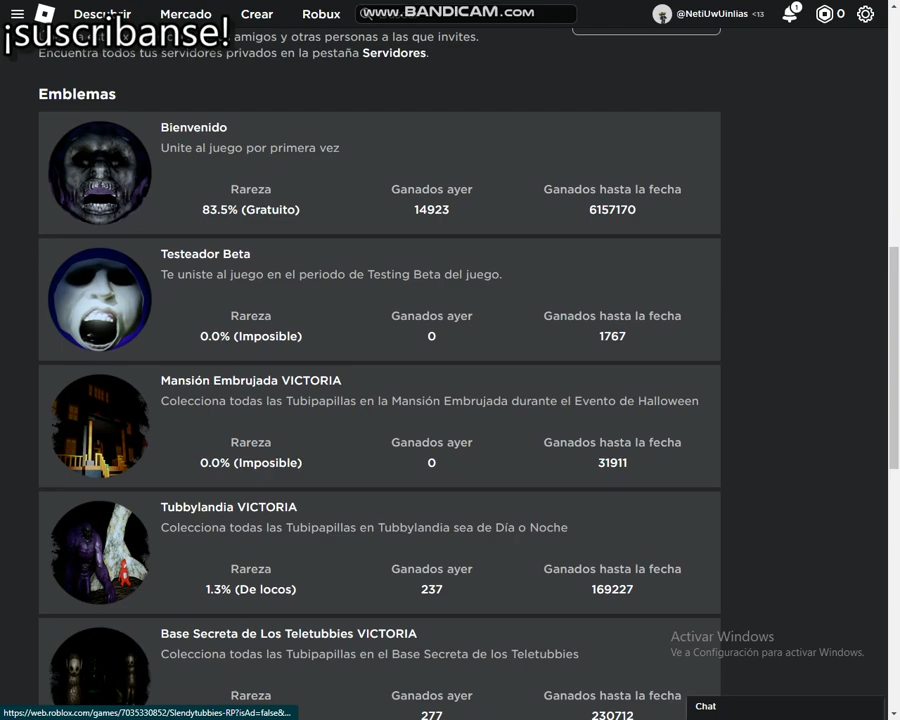 Descubrir Mercado Crear Robux WWW.BANDICAM.COM @NetiUwUinlias <13 1 0
¡suscribanse!
amigos y otras personas a las que invites.
Encuentra todos tus servidores privados en la pestaña Servidores.
Emblemas
Bienvenido
Unite al juego por primera vez
Rareza Ganados ayer Ganados hasta la fecha
83.5% (Gratuito) 14923 6157170
Testeador Beta
Te uniste al juego en el periodo de Testing Beta del juego.
Rareza Ganados ayer Ganados hasta la fecha
0.0% (Imposible) 0 1767
Mansión Embrujada VICTORIA
Colecciona todas las Tubipapillas en la Mansión Embrujada durante el Evento de Halloween
Rareza Ganados ayer Ganados hasta la fecha
0.0% (Imposible) 0 31911
Tubbylandia VICTORIA
Colecciona todas las Tubipapillas en Tubbylandia sea de Día o Noche
Rareza Ganados ayer Ganados hasta la fecha
1.3% (De locos) 237 169227
Base Secreta de Los Teletubbies VICTORIA
Colecciona todas las Tubipapillas en el Base Secreta de los Teletubbies
Activar Windows
Ve a Configuración para activar Windows.
Rareza Ganados ayer Ganados hasta la fecha
277 230712
Chat
https://web.roblox.com/games/7035330852/Slendytubbies-RP?isAd=false&...